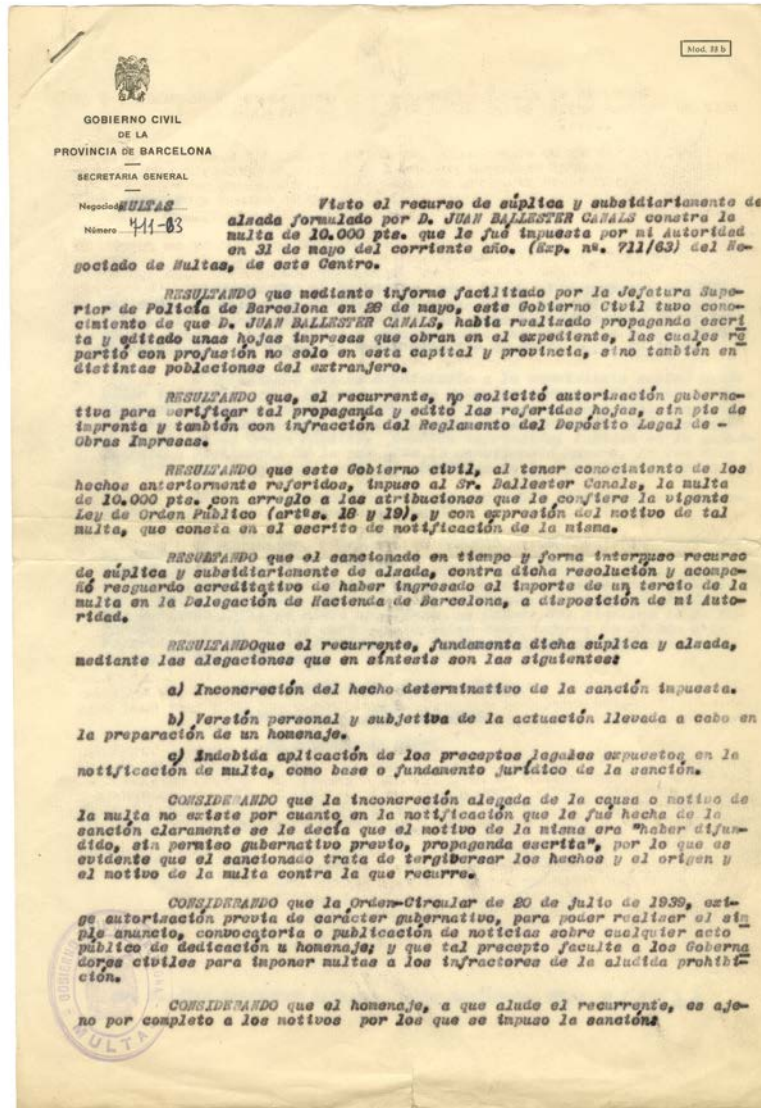 Mod. 23 b
GOBIERNO CIVIL
DE LA
PROVINCIA DE BARCELONA
SECRETARIA GENERAL
Negociado MULTAS
Número 711-63
Visto el recurso de súplica y subsidiariamente de
alzada formulado por D. JUAN BALLESTER CANALS constra la
multa de 10.000 pts. que le fué impuesta por mi Autoridad
en 31 de mayo del corriente año. (Exp. nº. 711/63) del Ne-
gociado de Multas, de este Centro.
RESULTANDO que mediante informe facilitado por la Jefatura Supe-
rior de Policía de Barcelona en 28 de mayo, este Gobierno Civil tuvo cono-
cimiento de que D. JUAN BALLESTER CANALS, había realizado propaganda escri
ta y editado unas hojas impresas que obran en el expediente, las cuales re
partió con profusión no solo en esta capital y provincia, sino también en
distintas poblaciones del extranjero.
RESULTANDO que, el recurrente, no solicitó autorización guberna-
tiva para verificar tal propaganda y editó las referidas hojas, sin pie de
imprenta y también con infracción del Reglamento del Depósito Legal de -
Obras Impresas.
RESULTANDO que este Gobierno civil, al tener conocimiento de los
hechos anteriormente referidos, impuso al Sr. Ballester Canals, la multa
de 10.000 pts. con arreglo a las atribuciones que le confiere la vigente
Ley de Orden Público (artºs. 18 y 19), y con expresión del motivo de tal
multa, que consta en el escrito de notificación de la misma.
RESULTANDO que el sancionado en tiempo y forma interpuso recurso
de súplica y subsidiariamente de alzada, contra dicha resolución y acompa-
ñó resguardo acreditativo de haber ingresado el importe de un tercio de la
multa en la Delegación de Hacienda de Barcelona, a disposición de mi Auto-
ridad.
RESULTANDOque el recurrente, fundamenta dicha súplica y alzada,
mediante las alegaciones que en síntesis son las siguientes:
a) Inconcreción del hecho determinativo de la sanción impuesta.
b) Versión personal y subjetiva de la actuación llevada a cabo en
la preparación de un homenaje.
c) Indebida aplicación de los preceptos legales expuestos en la
notificación de multa, como base o fundamento jurídico de la sanción.
CONSIDERANDO que la inconcreción alegada de la causa o motivo de
la multa no existe por cuanto en la notificación que le fué hecha de la
sanción claramente se le decía que el motivo de la misma era "haber difun-
dido, sin permiso gubernativo previo, propaganda escrita", por lo que es
evidente que el sancionado trata de tergiversar los hechos y el origen y
el motivo de la multa contra la que recurre.
CONSIDERANDO que la Orden-Circular de 20 de julio de 1939, exi-
ge autorización previa de carácter gubernativo, para poder realizar el sim
ple anuncio, convocatoria o publicación de noticias sobre cualquier acto
público de dedicación u homenaje; y que tal precepto faculta a los Goberna
dores civiles para imponer multas a los infractores de la aludida prohibi-
ción.
CONSIDERANDO que el homenaje, a que alude el recurrente, es aje-
no por completo a los motivos por los que se impuso la sanción;
MULTA